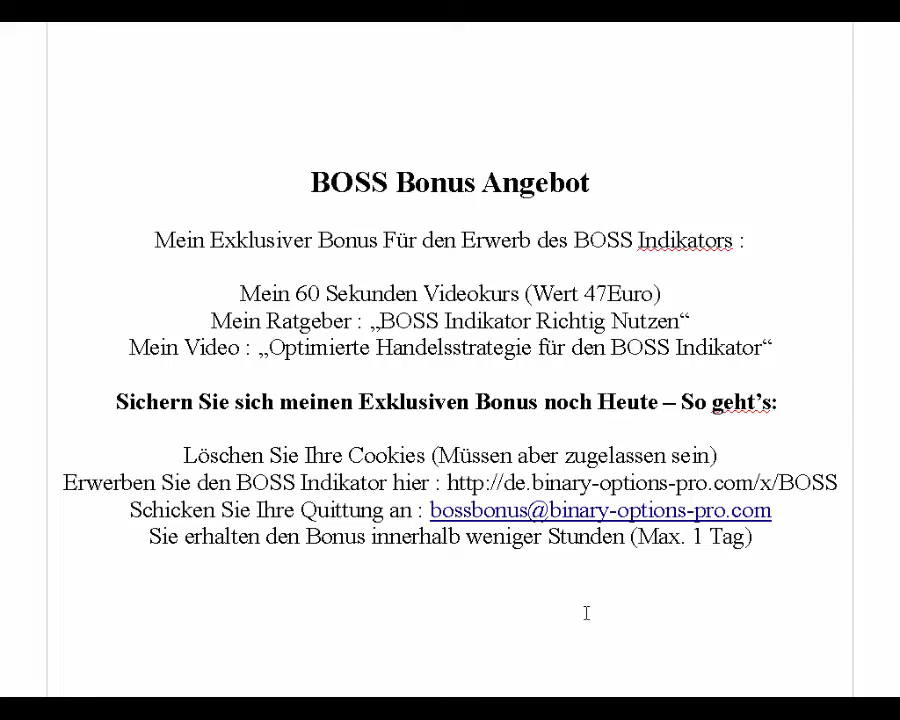 BOSS Bonus Angebot
Mein Exklusiver Bonus Für den Erwerb des BOSS Indikators :
Mein 60 Sekunden Videokurs (Wert 47Euro)
Mein Ratgeber : „BOSS Indikator Richtig Nutzen“
Mein Video : „Optimierte Handelsstrategie für den BOSS Indikator“
Sichern Sie sich meinen Exklusiven Bonus noch Heute – So geht’s:
Löschen Sie Ihre Cookies (Müssen aber zugelassen sein)
Erwerben Sie den BOSS Indikator hier : http://de.binary-options-pro.com/x/BOSS
Schicken Sie Ihre Quittung an : bossbonus@binary-options-pro.com
Sie erhalten den Bonus innerhalb weniger Stunden (Max. 1 Tag)